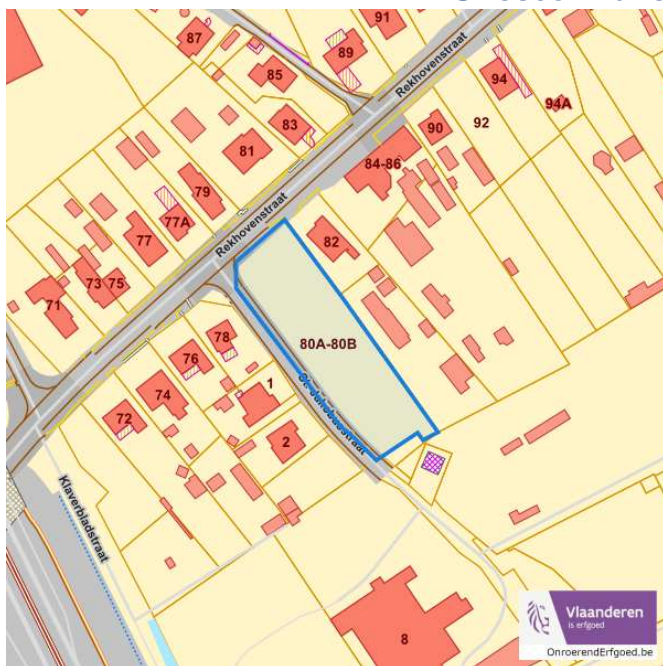 87
91
89
85
83
81
Rekhovenstraat
94
94A
92
90
84-86
79
77A
77
Rekhovenstraat
82
73
75
71
80A-80B
78
76
1
74
72
2
Klaverbladstraat
8
Vlaanderen
is erfgoed
OnroerendErfgoed.be